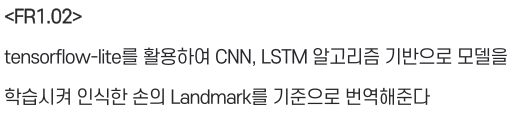 <FR1.02>
tensorflow-lite를 활용하여 CNN, LSTM 알고리즘 기반으로 모델을
학습시켜 인식한 손의 Landmark를 기준으로 번역해준다